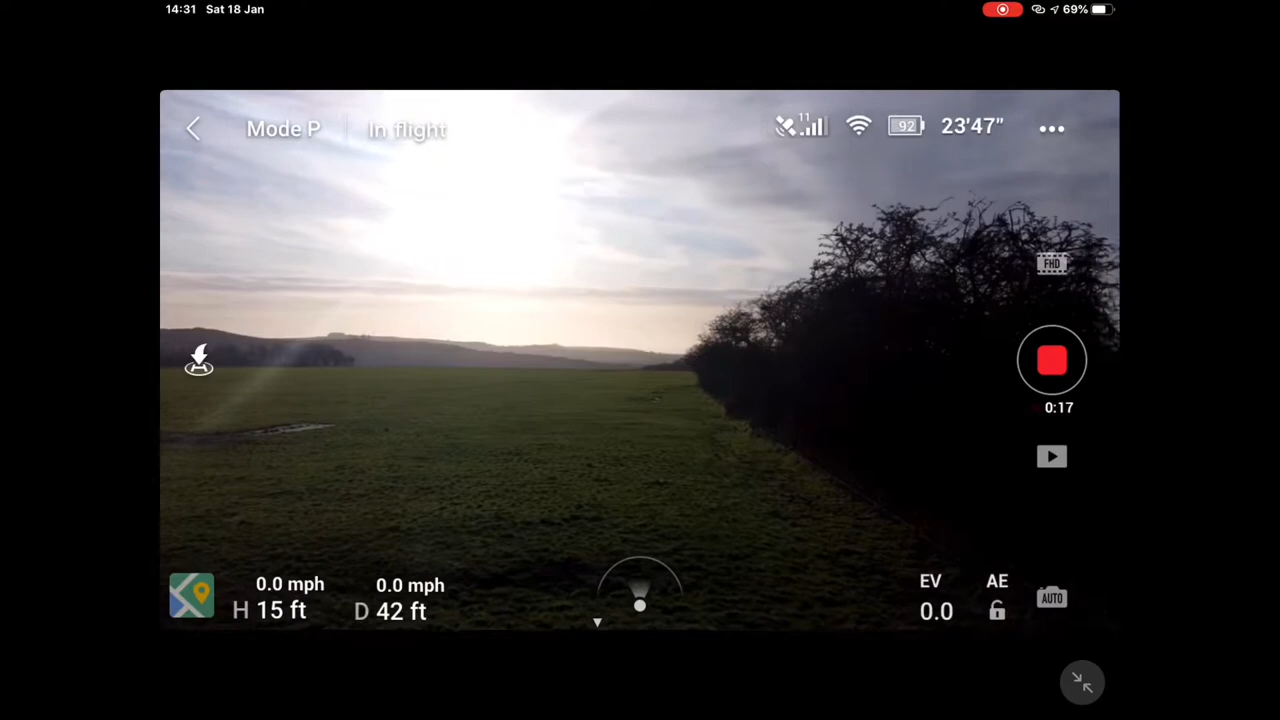 14:31 Sat 18 Jan
69%
Mode P In flight
11 92 23'47"
FHD
0:17
0.0 mph 0.0 mph
H 15 ft D 42 ft
EV AE
0.0
AUTO